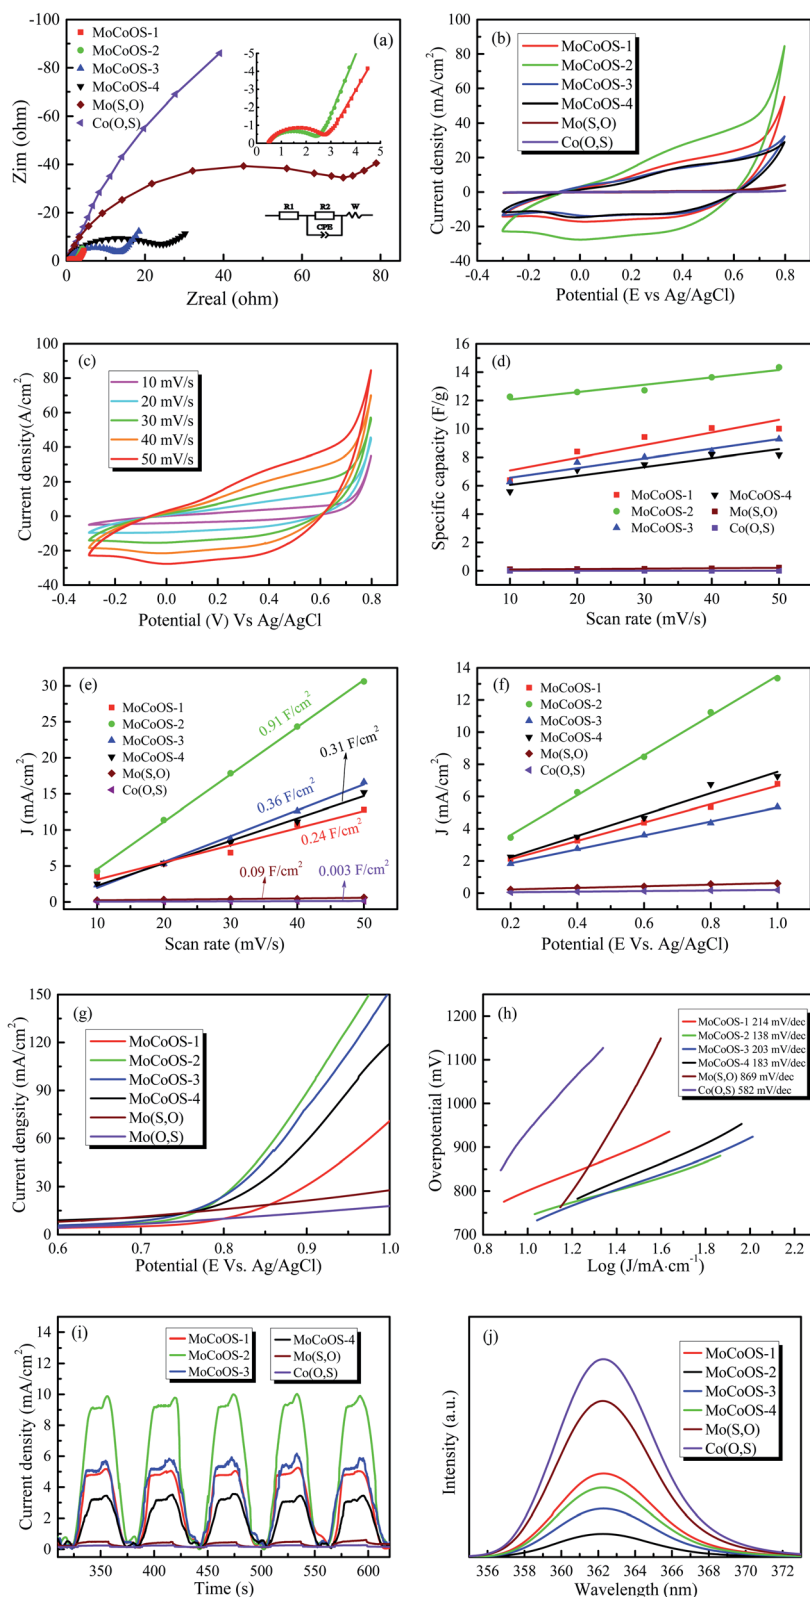 (a)
MoCoOS-1
MoCoOS-2
MoCoOS-3
MoCoOS-4
Mo(S,O)
Co(O,S)
-100
-80
-60
-40
-20
0
Zim (ohm)
0 20 40 60 80
Zreal (ohm)
-5
-4
-3
-2
-1
0
0 1 2 3 4 5
R1 R2 W
CPE
(b)
MoCoOS-1
MoCoOS-2
MoCoOS-3
MoCoOS-4
Mo(S,O)
Co(O,S)
100
80
60
40
20
0
-20
-40
Current density (mA/cm²)
-0.4 0.0 0.4 0.8
Potential (E vs Ag/AgCl)
(c)
10 mV/s
20 mV/s
30 mV/s
40 mV/s
50 mV/s
100
80
60
40
20
0
-20
-40
Current density(A/cm²)
-0.4 -0.2 0.0 0.2 0.4 0.6 0.8
Potential (V) Vs Ag/AgCl
(d)
16
14
12
10
8
6
4
2
0
Specific capacity (F/g)
MoCoOS-1 MoCoOS-4
MoCoOS-2 Mo(S,O)
MoCoOS-3 Co(O,S)
10 20 30 40 50
Scan rate (mV/s)
(e)
MoCoOS-1
MoCoOS-2
MoCoOS-3
MoCoOS-4
Mo(S,O)
Co(O,S)
30
25
20
15
10
5
0
J (mA/cm²)
0.91 F/cm²
0.31 F/cm²
0.36 F/cm²
0.24 F/cm²
0.09 F/cm²
0.003 F/cm²
10 20 30 40 50
Scan rate (mV/s)
(f)
MoCoOS-1
MoCoOS-2
MoCoOS-3
MoCoOS-4
Mo(S,O)
Co(O,S)
14
12
10
8
6
4
2
0
J (mA/cm²)
0.2 0.4 0.6 0.8 1.0
Potential (E Vs. Ag/AgCl)
(g)
MoCoOS-1
MoCoOS-2
MoCoOS-3
MoCoOS-4
Mo(S,O)
Mo(O,S)
150
120
90
60
30
0
Current dengsity (mA/cm²)
0.6 0.7 0.8 0.9 1.0
Potential (E Vs. Ag/AgCl)
(h)
MoCoOS-1 214 mV/dec
MoCoOS-2 138 mV/dec
MoCoOS-3 203 mV/dec
MoCoOS-4 183 mV/dec
Mo(S,O) 869 mV/dec
Co(O,S) 582 mV/dec
1200
1100
1000
900
800
700
Overpotential (mV)
0.8 1.0 1.2 1.4 1.6 1.8 2.0 2.2
Log (J/mA·cm⁻¹)
(i)
MoCoOS-1
MoCoOS-2
MoCoOS-3
MoCoOS-4
Mo(S,O)
Co(O,S)
14
12
10
8
6
4
2
0
Current density (mA/cm²)
350 400 450 500 550 600
Time (s)
(j)
MoCoOS-1
MoCoOS-2
MoCoOS-3
MoCoOS-4
Mo(S,O)
Co(O,S)
Intensity (a.u.)
356 358 360 362 364 366 368 370 372
Wavelength (nm)